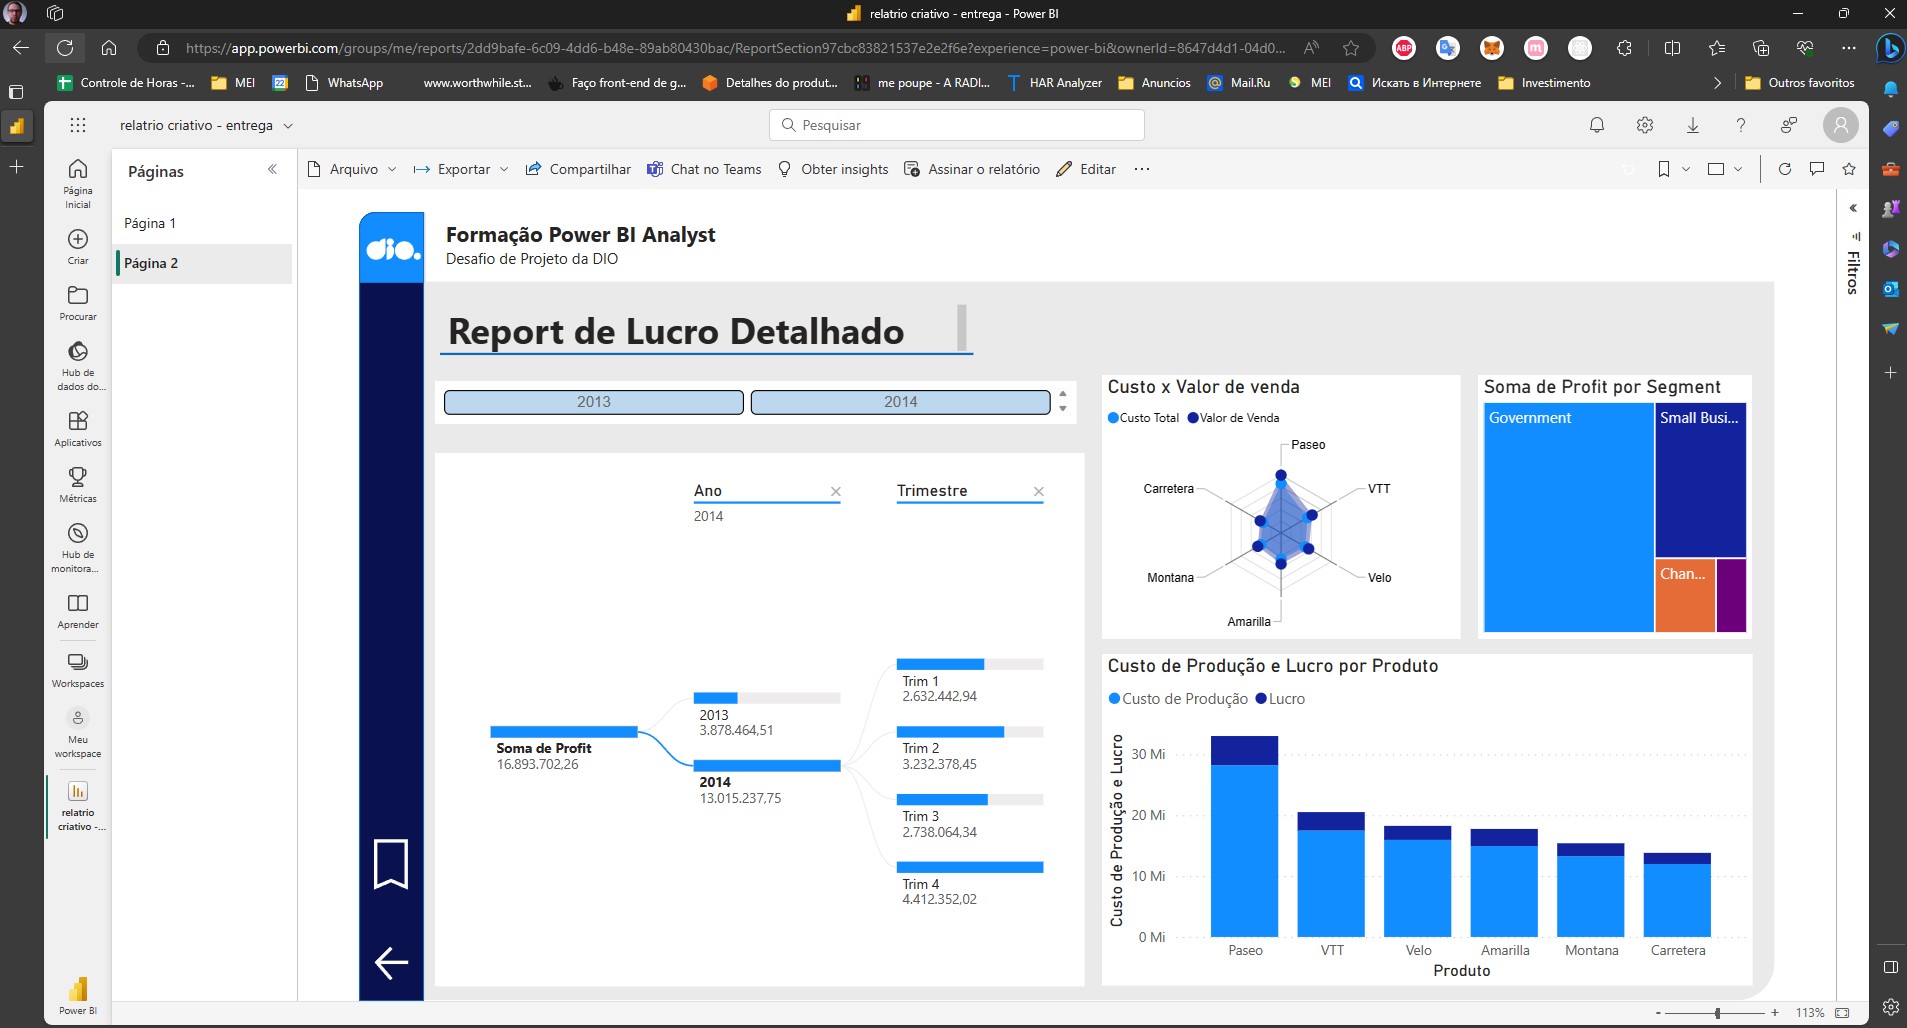 relatrio criativo - entrega - Power BI
https://app.powerbi.com/groups/me/reports/2dd9bafe-6c09-4dd6-b48e-89ab80430bac/ReportSection97cbc83821537e2e2f6e?experience=power-bi&ownerId=8647d4d1-04d0...
Controle de Horas -... MEI 22 WhatsApp www.worthwhile.st... Faço front-end de g... Detalhes do produt... me poupe - A RADI... HAR Analyzer Anuncios Mail.Ru MEI Искать в Интернете Investimento Outros favoritos
relatrio criativo - entrega
Pesquisar
Página Inicial
Criar
Procurar
Hub de dados do...
Aplicativos
Métricas
Hub de monitora...
Aprender
Workspaces
Meu workspace
relatrio criativo -...
Power BI
Páginas
Página 1
Página 2
Arquivo Exportar Compartilhar Chat no Teams Obter insights Assinar o relatório Editar
Filtros
dio.
Formação Power BI Analyst
Desafio de Projeto da DIO
Report de Lucro Detalhado
2013 2014
Ano
2014
Trimestre
Soma de Profit
16.893.702,26
2013
3.878.464,51
2014
13.015.237,75
Trim 1
2.632.442,94
Trim 2
3.232.378,45
Trim 3
2.738.064,34
Trim 4
4.412.352,02
Custo x Valor de venda
Custo Total Valor de Venda
Paseo
VTT
Velo
Amarilla
Montana
Carretera
Soma de Profit por Segment
Government
Small Busi...
Chan...
Custo de Produção e Lucro por Produto
Custo de Produção Lucro
Custo de Produção e Lucro
30 Mi
20 Mi
10 Mi
0 Mi
Paseo VTT Velo Amarilla Montana Carretera
Produto
- + 113%